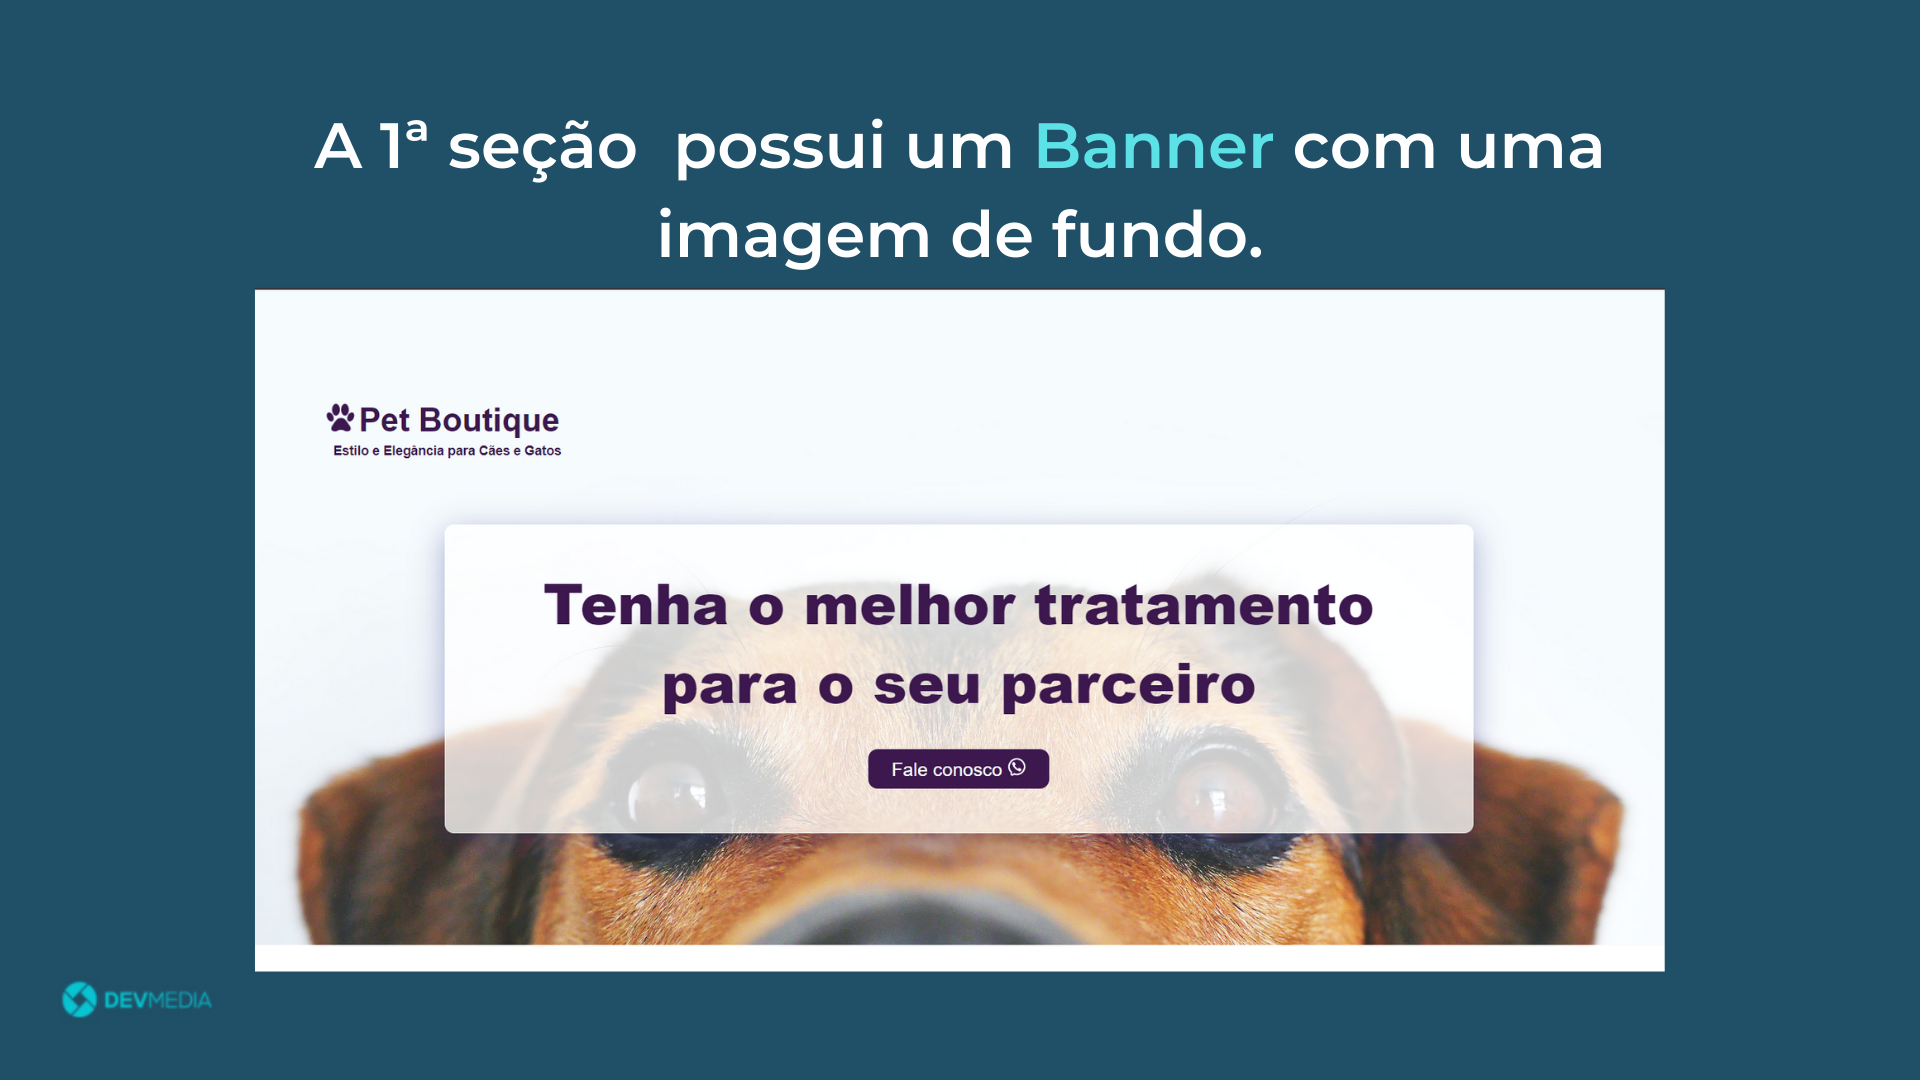 A 1ª seção possui um Banner com uma
imagem de fundo.
Pet Boutique
Estilo e Elegância para Cães e Gatos
Tenha o melhor tratamento
para o seu parceiro
Fale conosco
DEVMEDIA